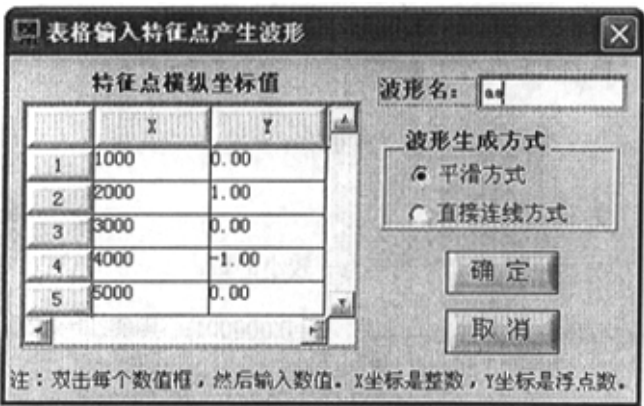 表格输入特征点产生波形
特征点横纵坐标值
X Y
1 1000 0.00
2 2000 1.00
3 3000 0.00
4 4000 -1.00
5 5000 0.00
波形名:
波形生成方式
平滑方式
直接连线方式
确定
取消
注:双击每个数值框,然后输入数值。X坐标是整数,Y坐标是浮点数。